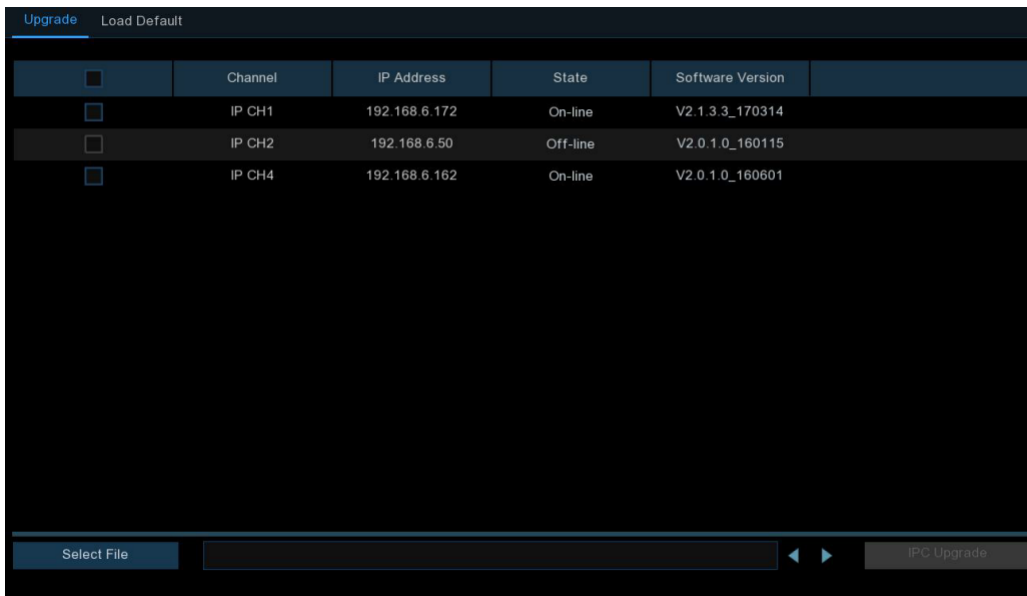 Upgrade Load Default
Channel IP Address State Software Version
IP CH1 192.168.6.172 On-line V2.1.3.3_170314
IP CH2 192.168.6.50 Off-line V2.0.1.0_160115
IP CH4 192.168.6.162 On-line V2.0.1.0_160601
Select File IPC Upgrade